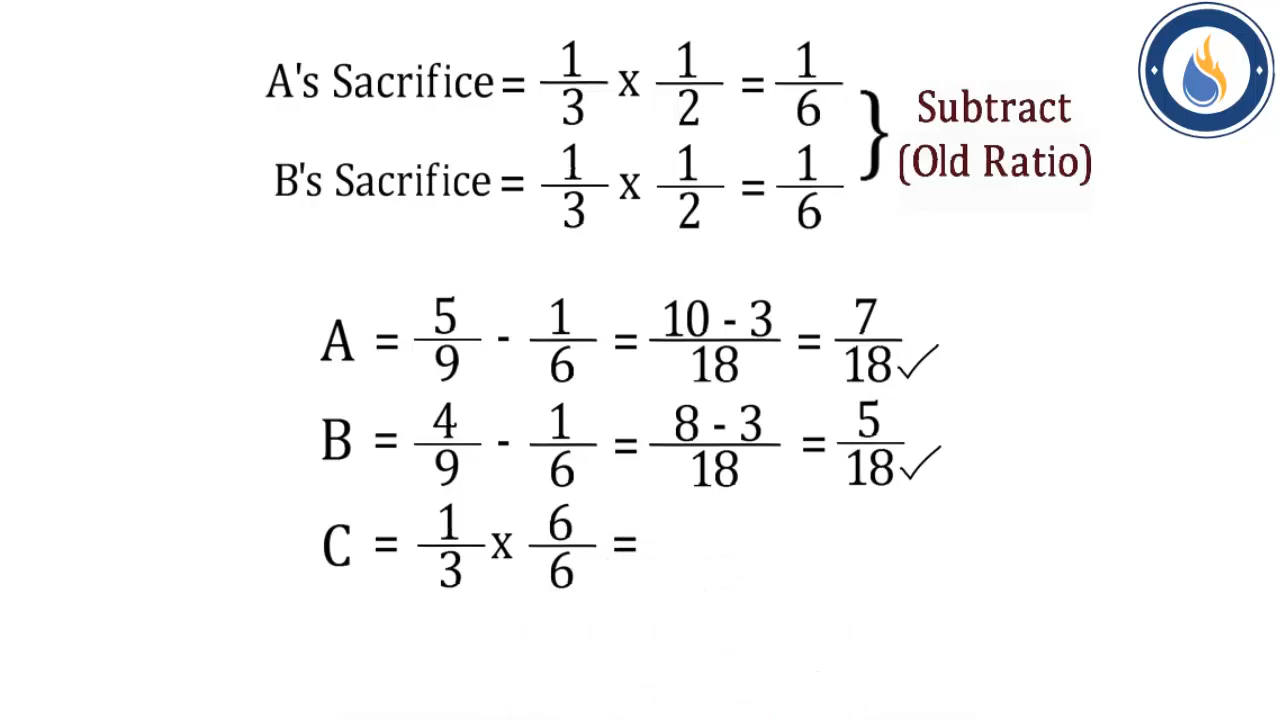 A's Sacrifice = 1/3 x 1/2 = 1/6
B's Sacrifice = 1/3 x 1/2 = 1/6
} Subtract
(Old Ratio)
A = 5/9 - 1/6 = 10 - 3/18 = 7/18 ✓
B = 4/9 - 1/6 = 8 - 3/18 = 5/18 ✓
C = 1/3 x 6/6 =